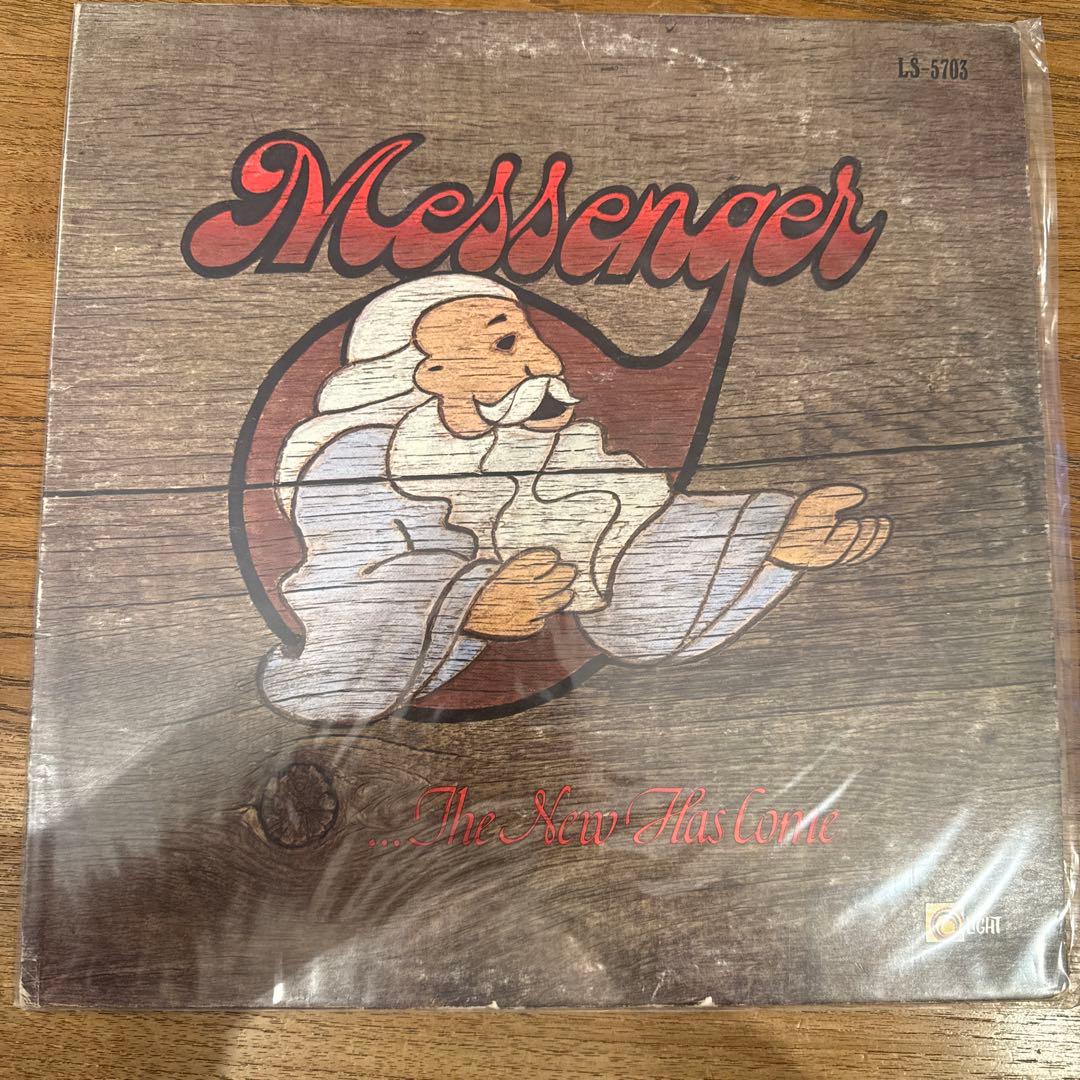 LS-5703
Messenger
...The New Has Come
LIGHT